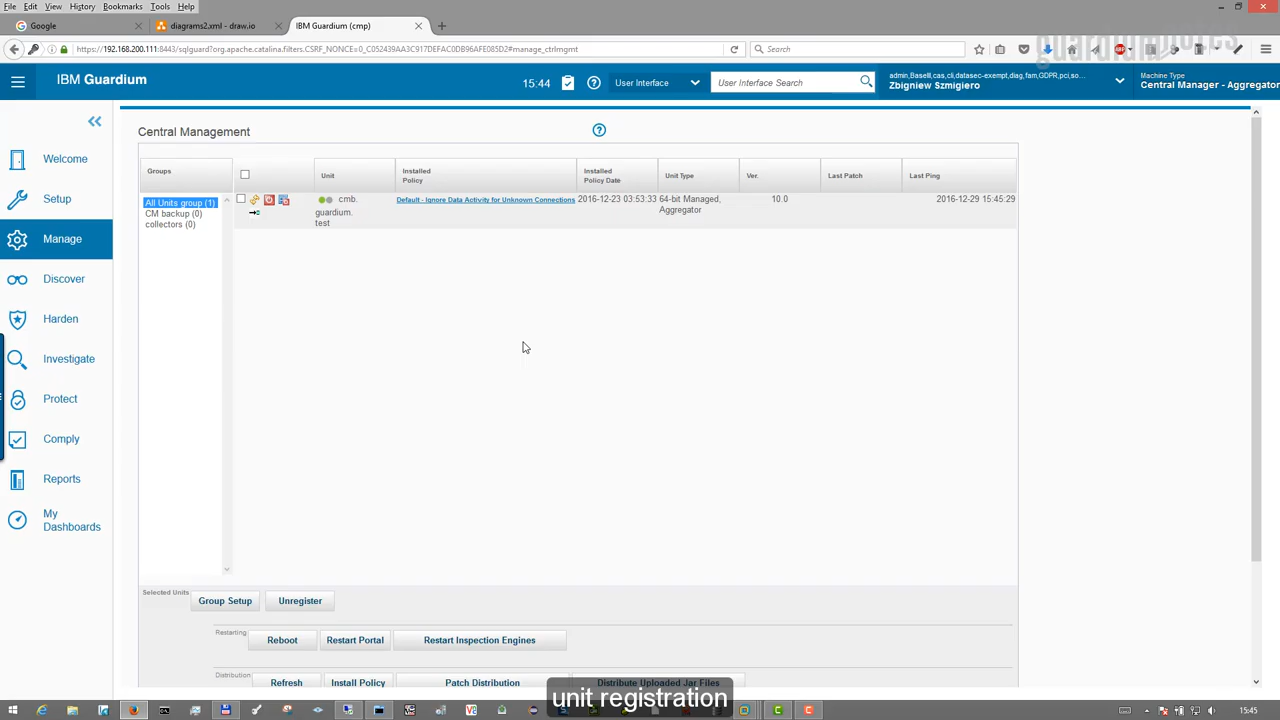 File Edit View History Bookmarks Tools Help
Google
diagrams2.xml - draw.io
IBM Guardium (cmp)
https://192.168.200.111:8443/sqlguard?org.apache.catalina.filters.CSRF_NONCE=0_C052439AA3C917DEFAC0DB96AFE085D2#manage_ctrlmgmt
Search
guardiumnotes
IBM Guardium
15:44
User Interface
User Interface Search
admin,BaselII,cas,cli,datasec-exempt,diag,fam,GDPR,pci,so...
Zbigniew Szmigiero
Machine Type
Central Manager - Aggregator
Welcome
Setup
Manage
Discover
Harden
Investigate
Protect
Comply
Reports
My
Dashboards
Central Management
Groups
Unit
Installed
Policy
Installed
Policy Date
Unit Type
Ver.
Last Patch
Last Ping
All Units group (1)
CM backup (0)
collectors (0)
cmb.
guardium.
test
Default - Ignore Data Activity for Unknown Connections
2016-12-23 03:53:33
64-bit Managed,
Aggregator
10.0
2016-12-29 15:45:29
Selected Units
Group Setup
Unregister
Restarting
Reboot
Restart Portal
Restart Inspection Engines
Distribution
Refresh
Install Policy
Patch Distribution
Distribute Uploaded Jar Files
unit registration
15:45